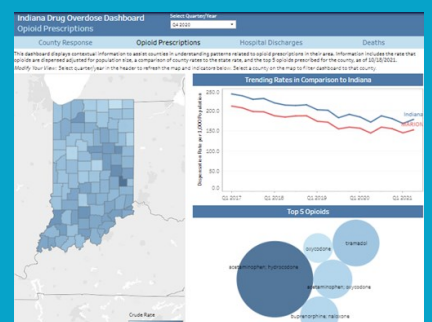 Indiana Drug Overdose Dashboard
Opioid Prescriptions
Select Quarter/Year
Q4 2020
County Response
Opioid Prescriptions
Hospital Discharges
Deaths
This dashboard displays contextual information to assist counties in understanding patterns related to opioid prescriptions in their area. Information includes the rate that
opioids are dispensed adjusted for population size, a comparison of county rates to the state rate, and the top 5 opioids prescribed for the county, as of 10/18/2021.
Modify Your View: Select quarter/year in the header to refresh the map and indicators below. Select a county on the map to filter dashboard to that county.
Trending Rates in Comparison to Indiana
Dispensation Rate per 1,000 Population
250.0
200.0
150.0
100.0
50.0
0.0
Indiana
MARION
Q1 2017
Q1 2018
Q1 2019
Q1 2020
Q1 2021
Top 5 Opioids
oxycodone
tramadol
acetaminophen; hydrocodone
acetaminophen; oxycodone
buprenorphine; naloxone
Crude Rate